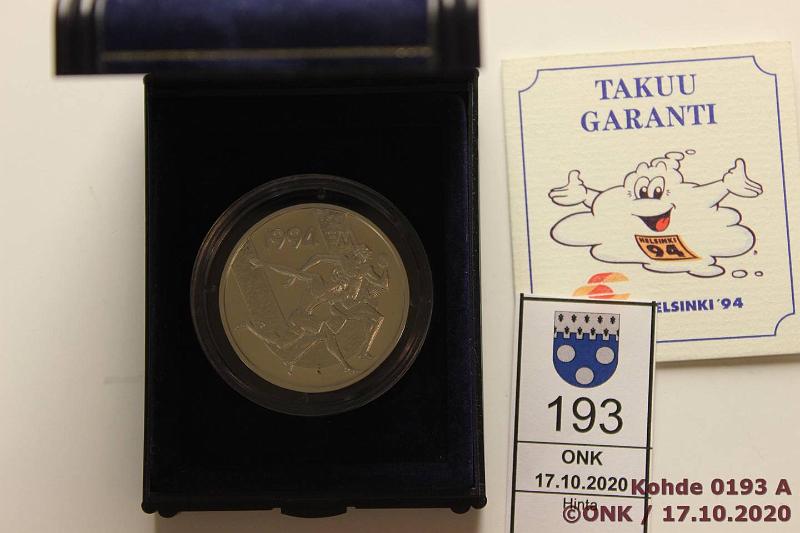 1994
EM
TAKUU
GARANTI
HELSINKI
94
ELSINKI '94
193
ONK
17.10.2020
Hinta
Kohde 0193 A
©ONK / 17.10.2020